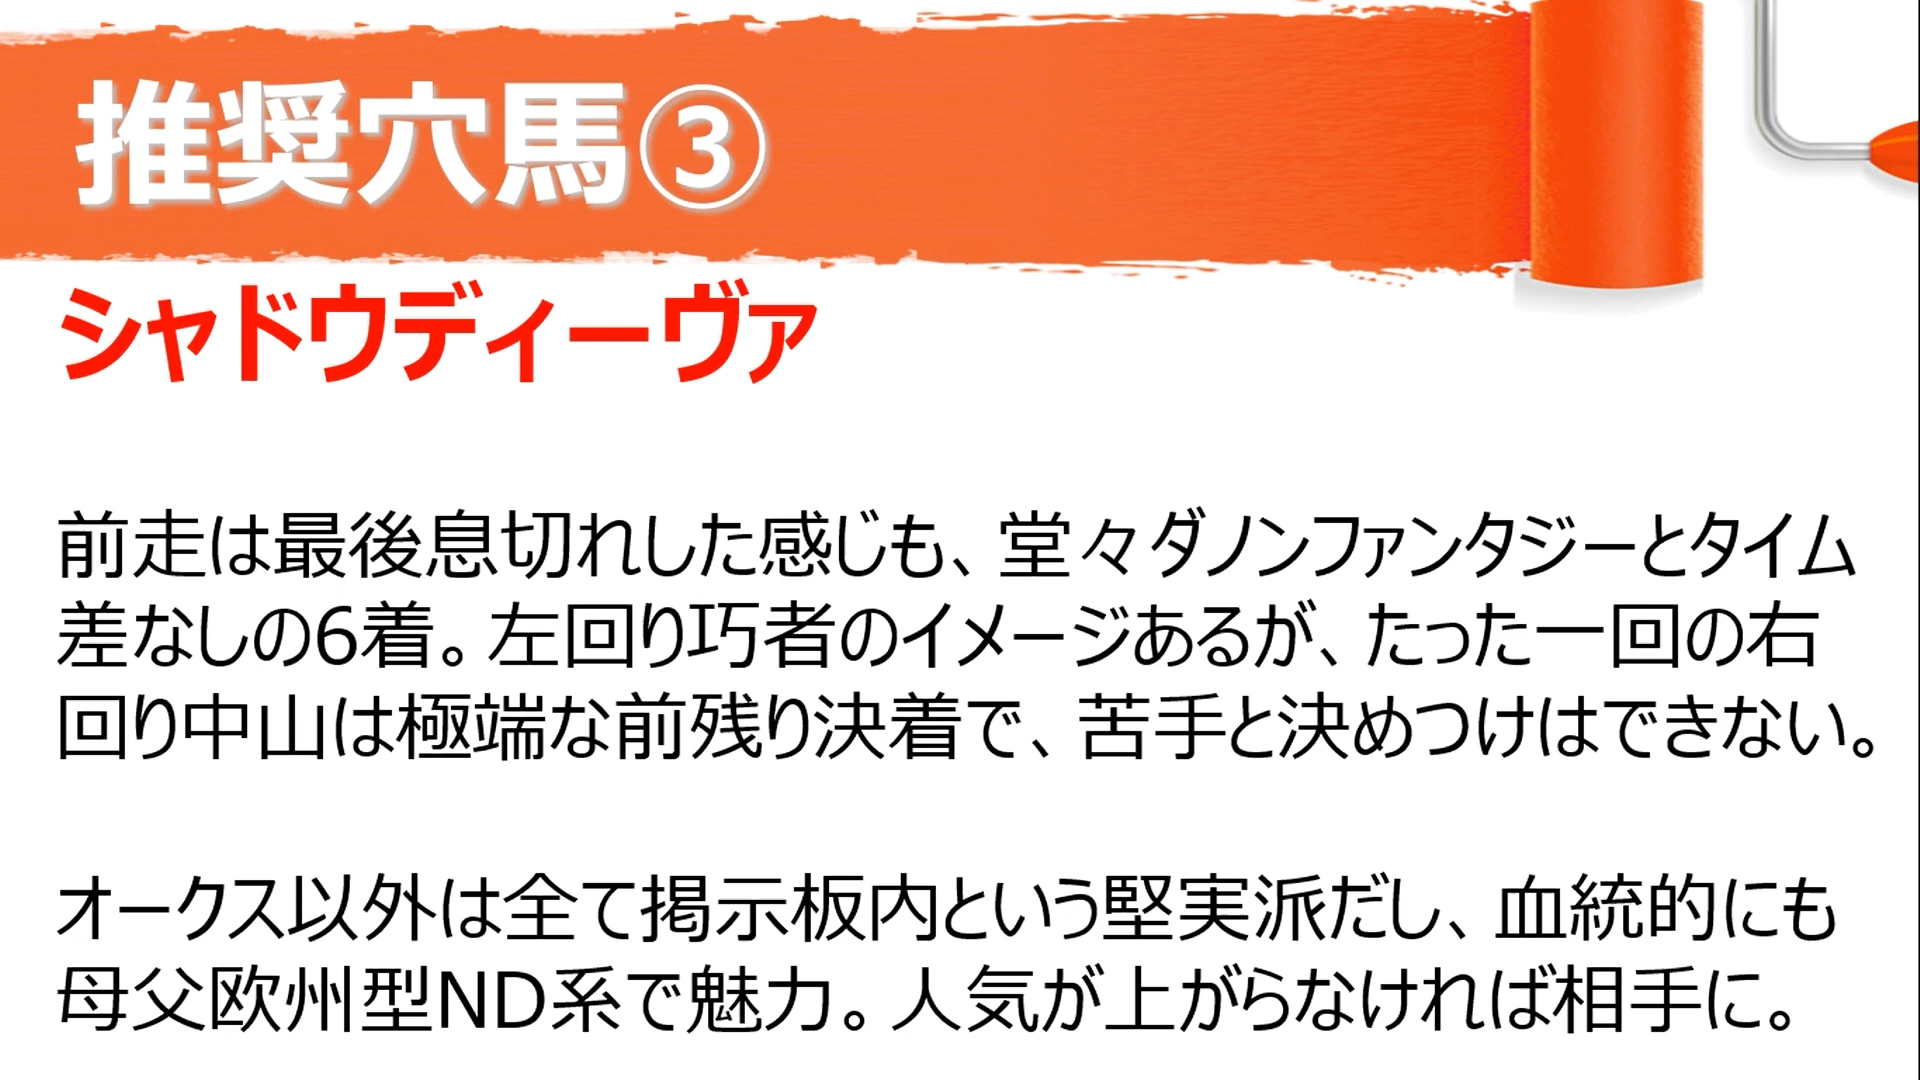 推奨穴馬③
シャドウディーヴァ
前走は最後息切れした感じも、堂々ダノンファンタジーとタイム
差なしの6着。左回り巧者のイメージあるが、たった一回の右
回り中山は極端な前残り決着で、苦手と決めつけはできない。
オークス以外は全て掲示板内という堅実派だし、血統的にも
母父欧州型ND系で魅力。人気が上がらなければ相手に。